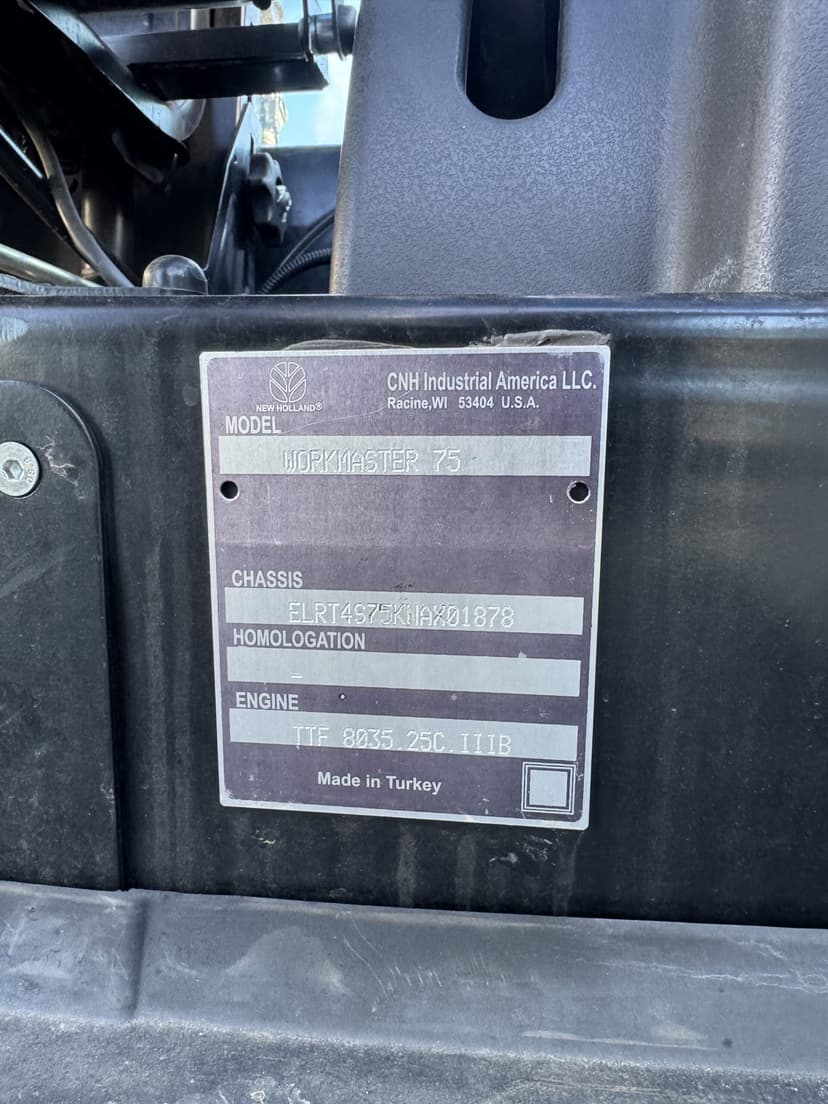 NEW HOLLAND®
CNH Industrial America LLC.
Racine,WI 53404 U.S.A.
MODEL
WORKMASTER 75
CHASSIS
ELRT4S75KNAX01878
HOMOLOGATION
–
ENGINE
TTF 8035.25C.IIIB
Made in Turkey